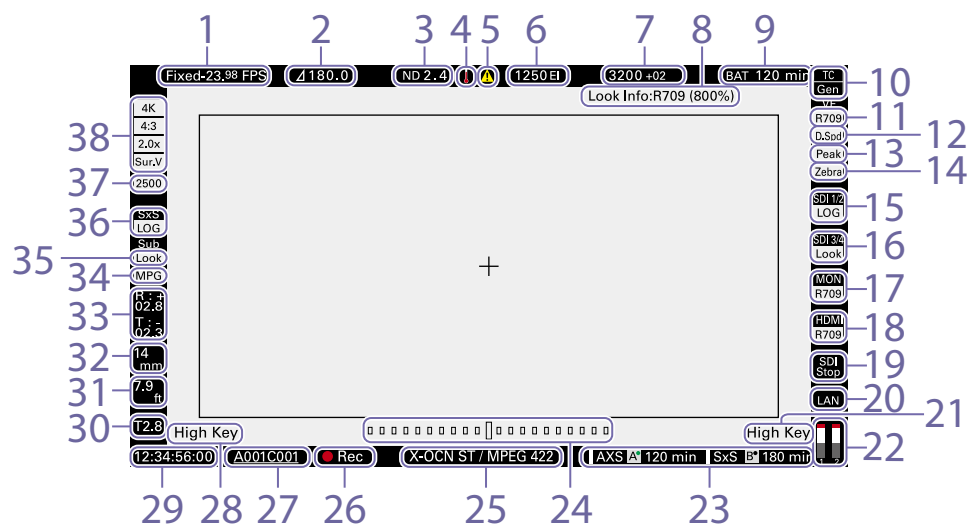 1 2 3 4 5 6 7 8 9
Fixed-23.98 FPS ⊿180.0 ND 2.4 1250EI 3200 +02 BAT 120 min TC
Gen 10
Look Info:R709 (800%)
VF
R709 11
D.Spd 12
Peak 13
Zebra 14
38 4K
4:3
2.0x
Sur.V
37 2500
SDI 1/2
LOG 15
36 SxS
LOG
SDI 3/4
Look 16
Sub
35 Look
34 MPG
MON
R709 17
33 R : +
02.8
T : -
02.3
HDMI
R709 18
32 14
mm
SDI
Stop 19
31 7.9
ft
LAN 20
30 T2.8
High Key High Key 21
1 2 22
12:34:56:00 A001C001 Rec X-OCN ST / MPEG 422 AXS A 120 min SxS B 180 min
29 28 27 26 25 24 23